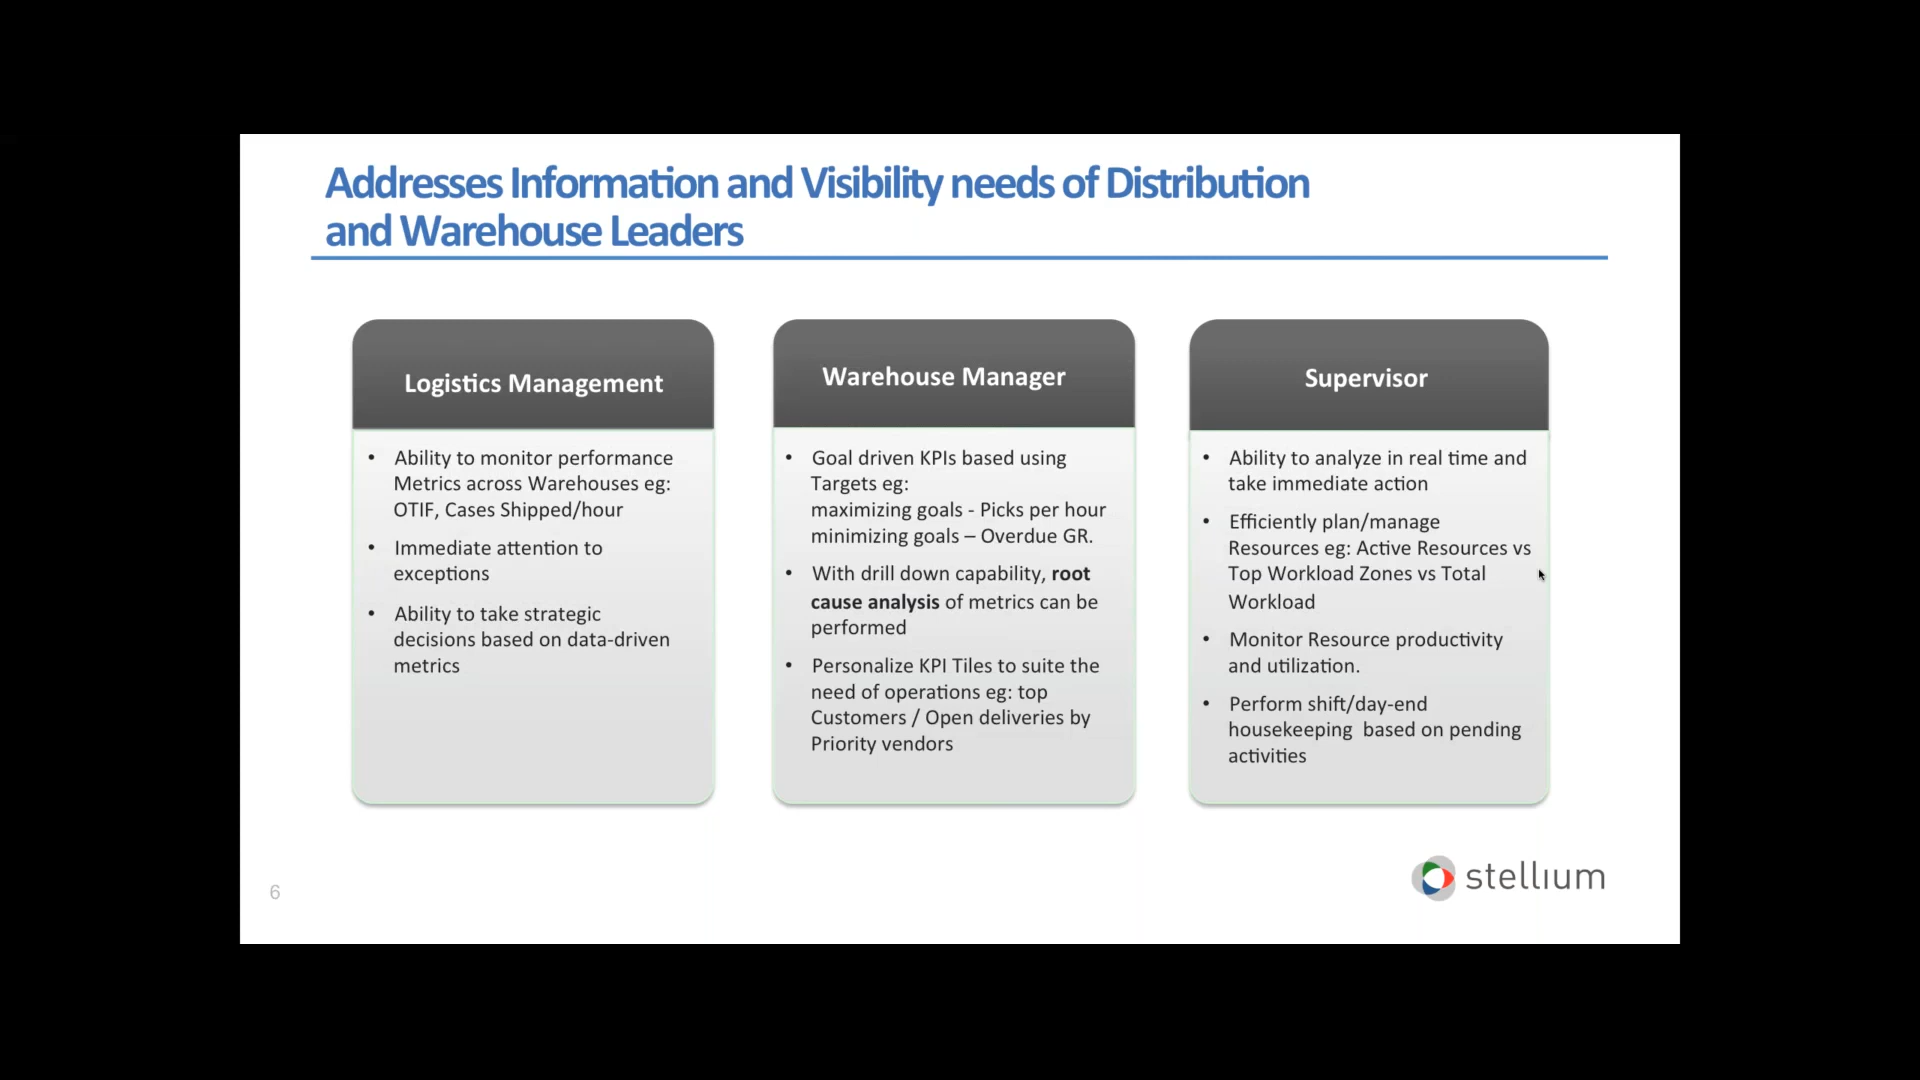 Addresses Information and Visibility needs of Distribution
and Warehouse Leaders
Logistics Management
• Ability to monitor performance
Metrics across Warehouses eg:
OTIF, Cases Shipped/hour
• Immediate attention to
exceptions
• Ability to take strategic
decisions based on data-driven
metrics
Warehouse Manager
• Goal driven KPIs based using
Targets eg:
maximizing goals - Picks per hour
minimizing goals – Overdue GR.
• With drill down capability, root
cause analysis of metrics can be
performed
• Personalize KPI Tiles to suite the
need of operations eg: top
Customers / Open deliveries by
Priority vendors
Supervisor
• Ability to analyze in real time and
take immediate action
• Efficiently plan/manage
Resources eg: Active Resources vs
Top Workload Zones vs Total
Workload
• Monitor Resource productivity
and utilization.
• Perform shift/day-end
housekeeping  based on pending
activities
6
stellium